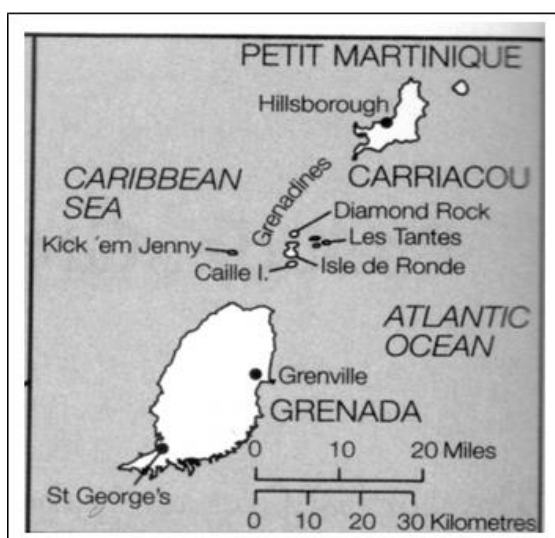 PETIT MARTINIQUE
Hillsborough
CARIBBEAN
SEA
Grenadines
CARRIACOU
Diamond Rock
Kick 'em Jenny
Les Tantes
Caille I.
Isle de Ronde
ATLANTIC
OCEAN
Grenville
GRENADA
0 10 20 Miles
St George's
0 10 20 30 Kilometres